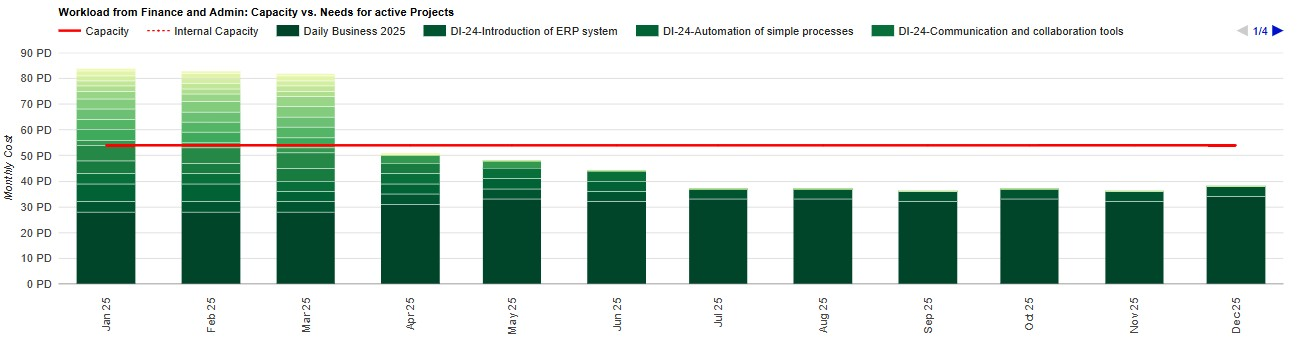 Workload from Finance and Admin: Capacity vs. Needs for active Projects
Capacity Internal Capacity Daily Business 2025 DI-24-Introduction of ERP system DI-24-Automation of simple processes DI-24-Communication and collaboration tools 1/4
90 PD
80 PD
70 PD
60 PD
50 PD
40 PD
30 PD
20 PD
10 PD
0 PD
Monthly Cost
Jan 25 Feb 25 Mar 25 Apr 25 May 25 Jun 25 Jul 25 Aug 25 Sep 25 Oct 25 Nov 25 Dec 25